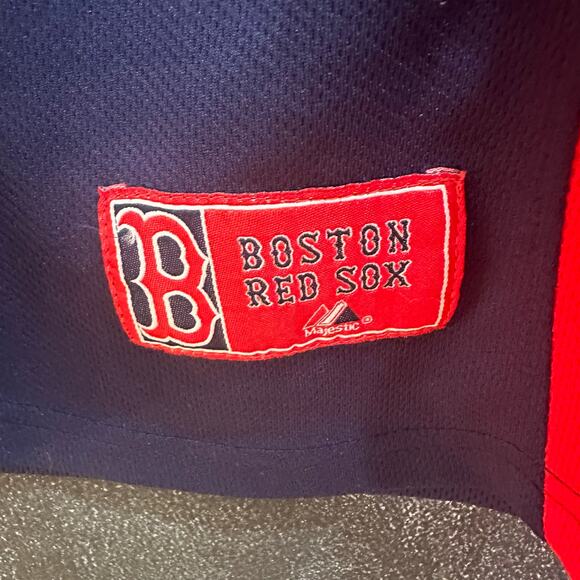 B
BOSTON
RED SOX
Majestic ®